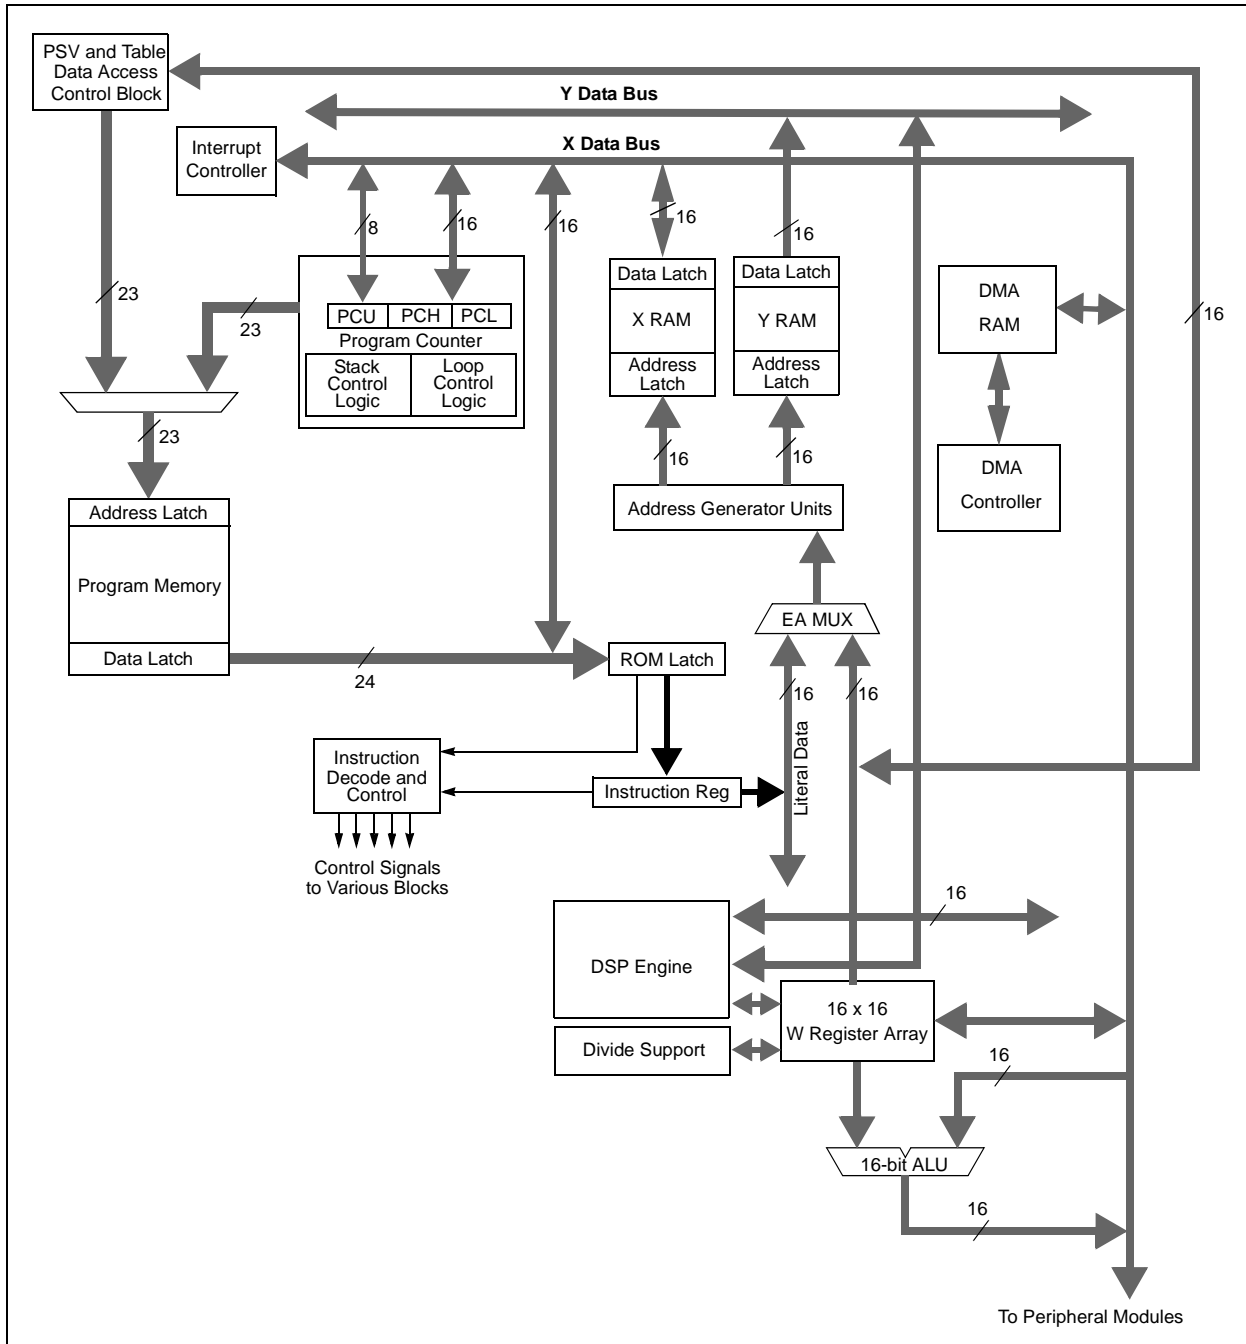 PSV and Table
Data Access
Control Block
Y Data Bus
Interrupt
Controller
X Data Bus
8
16
16
16
16
23
23
PCU
PCH
PCL
Program Counter
Stack
Control
Logic
Loop
Control
Logic
Data Latch
X RAM
Address
Latch
Data Latch
Y RAM
Address
Latch
DMA
RAM
16
23
16
16
DMA
Controller
Address Generator Units
Address Latch
Program Memory
Data Latch
24
EA MUX
ROM Latch
16
16
Literal Data
Instruction
Decode and
Control
Instruction Reg
Control Signals
to Various Blocks
16
DSP Engine
16 x 16
W Register Array
Divide Support
16
16-bit ALU
16
To Peripheral Modules